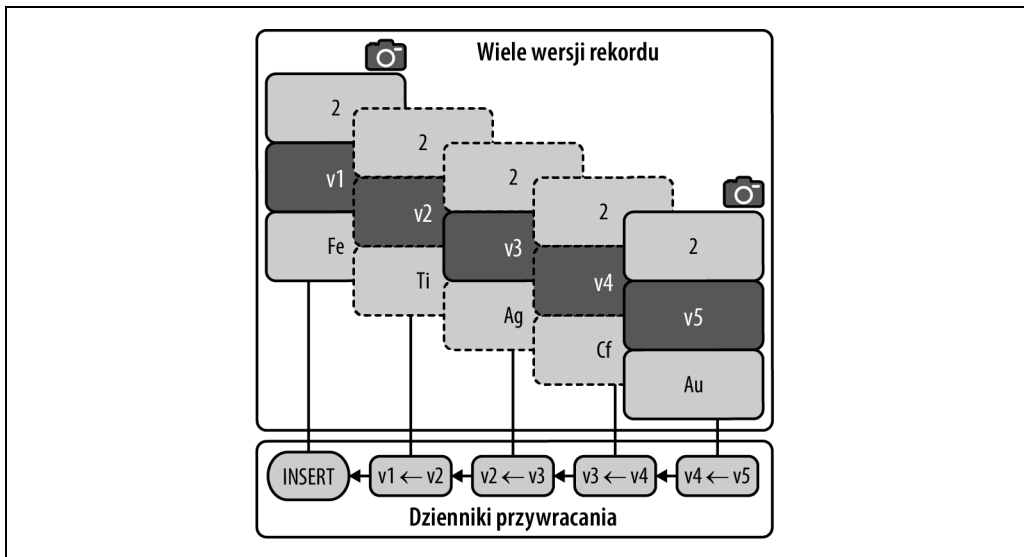 Wiele wersji rekordu
2
v1
Fe
2
v2
Ti
2
v3
Ag
2
v4
Cf
2
v5
Au
INSERT
v1 ← v2
v2 ← v3
v3 ← v4
v4 ← v5
Dzienniki przywracania